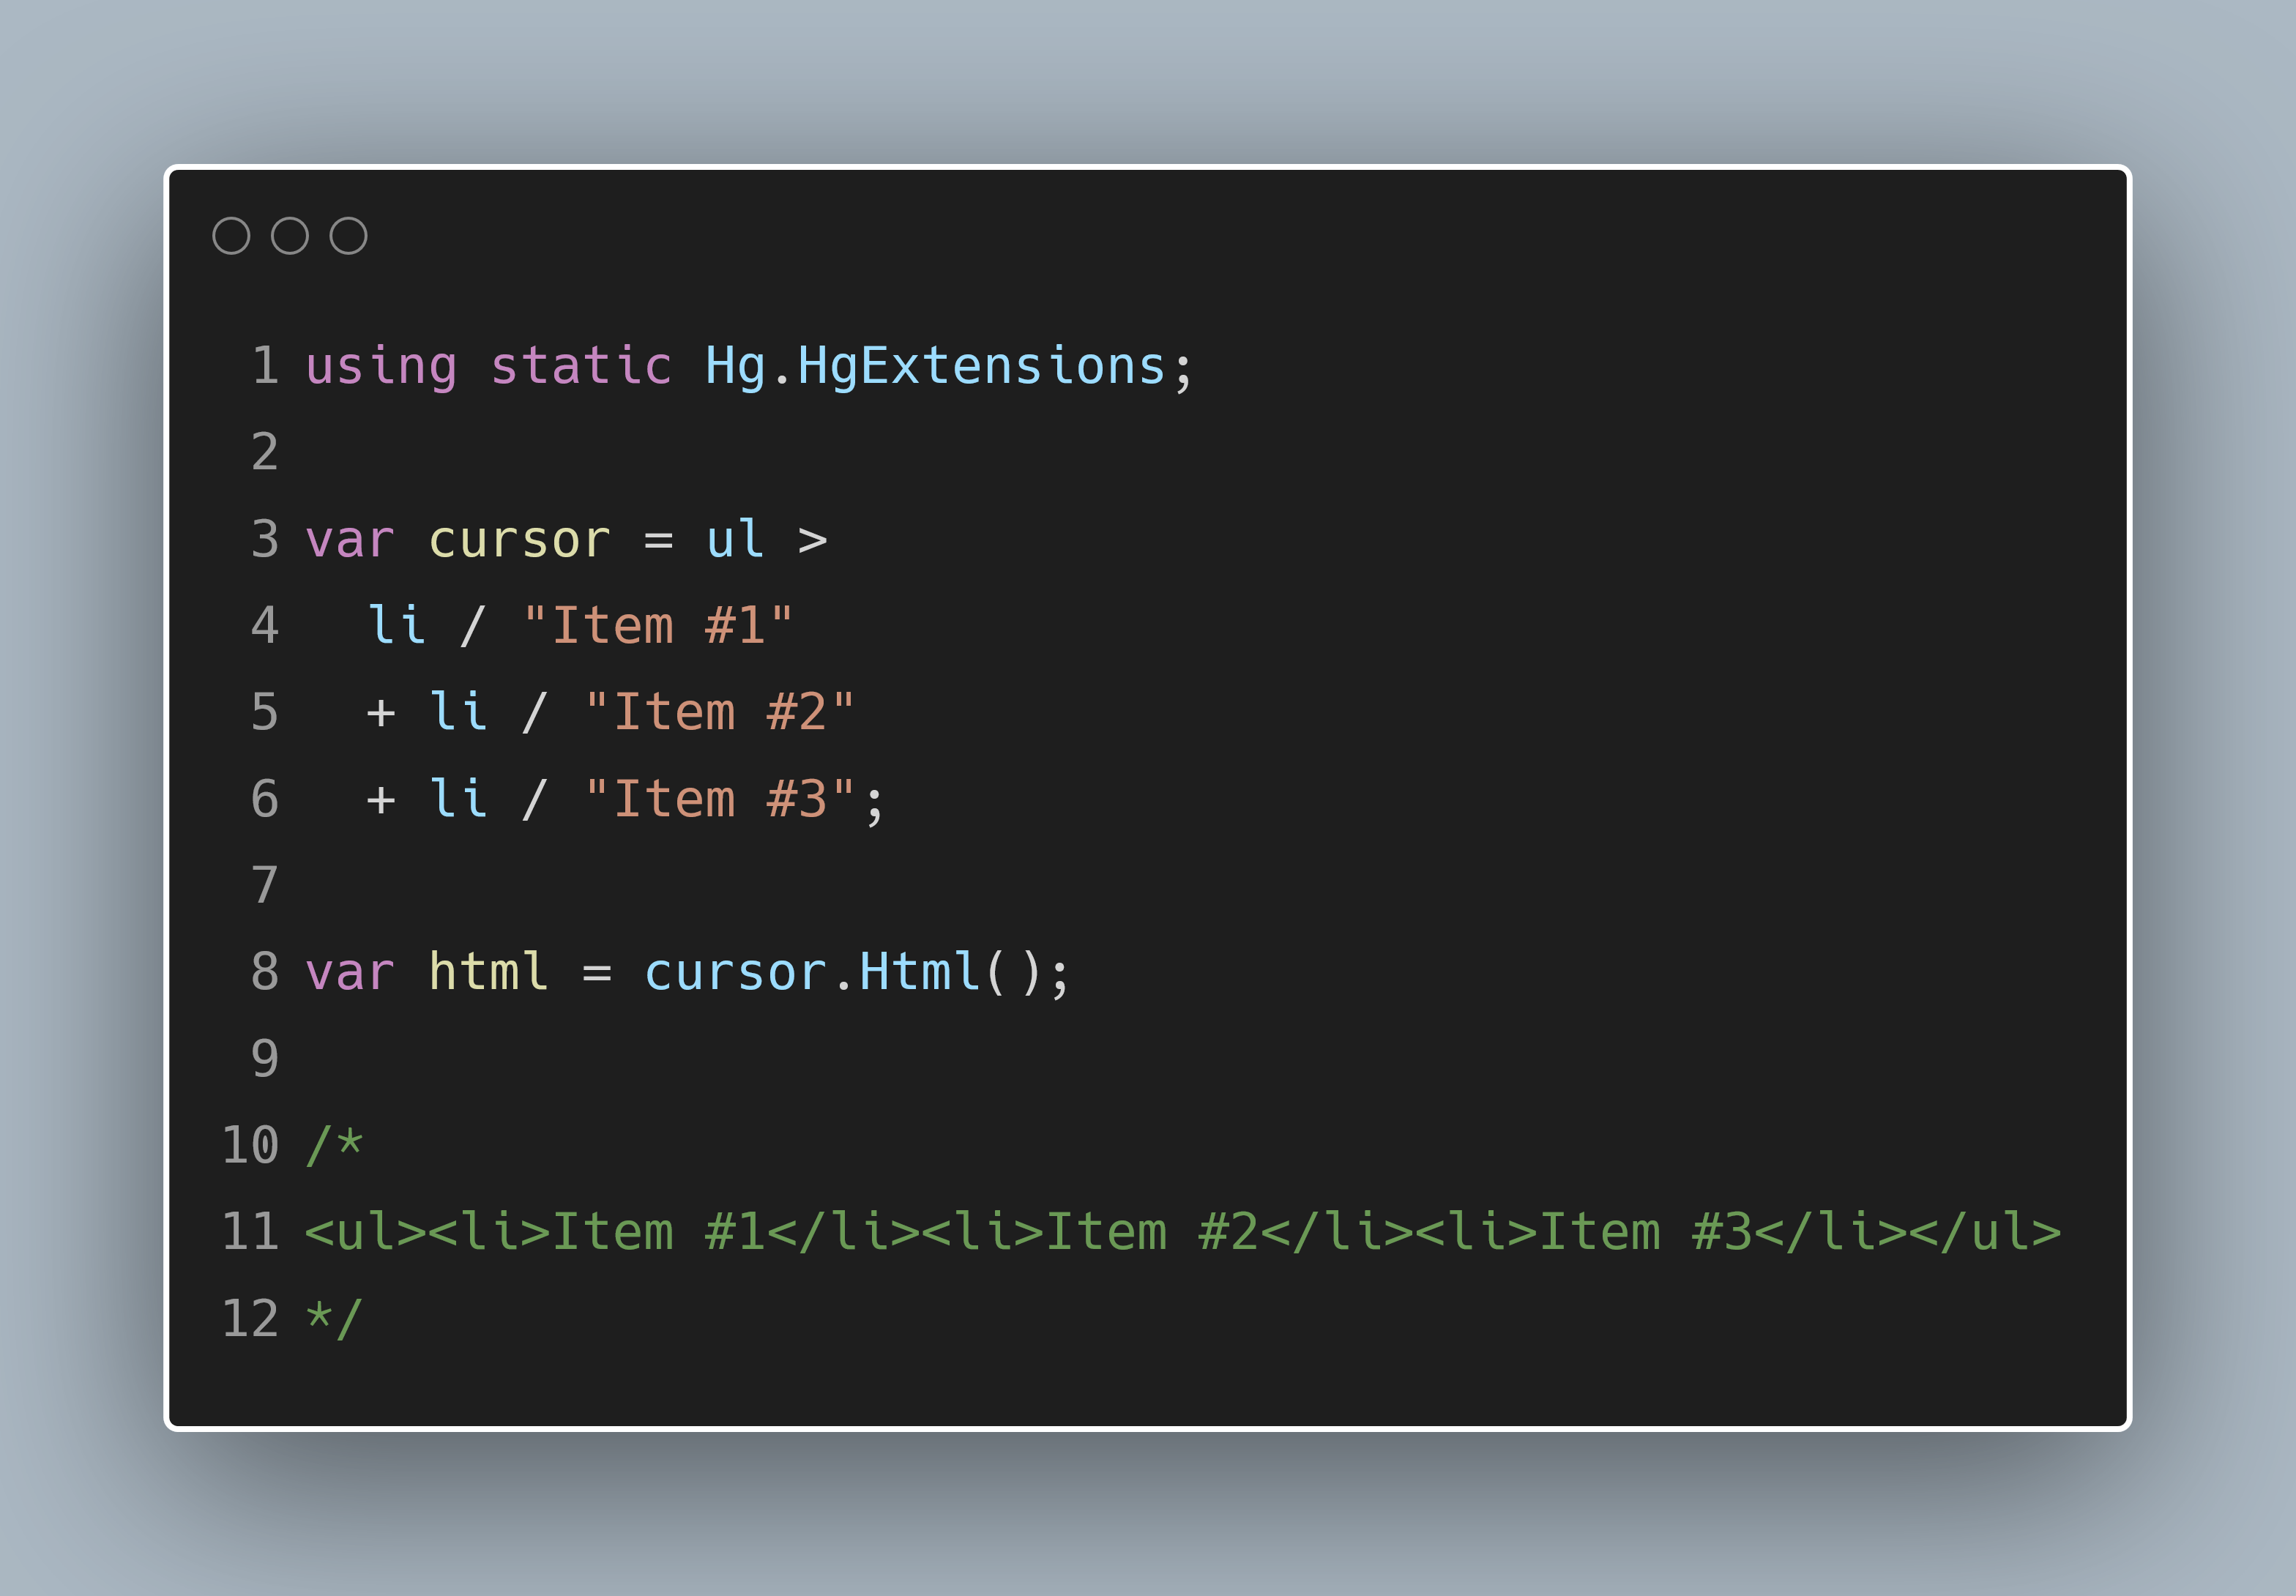 1 using static Hg.HgExtensions;
2
3 var cursor = ul >
4   li / "Item #1"
5   + li / "Item #2"
6   + li / "Item #3";
7
8 var html = cursor.Html();
9
10 /*
11 <ul><li>Item #1</li><li>Item #2</li><li>Item #3</li></ul>
12 */